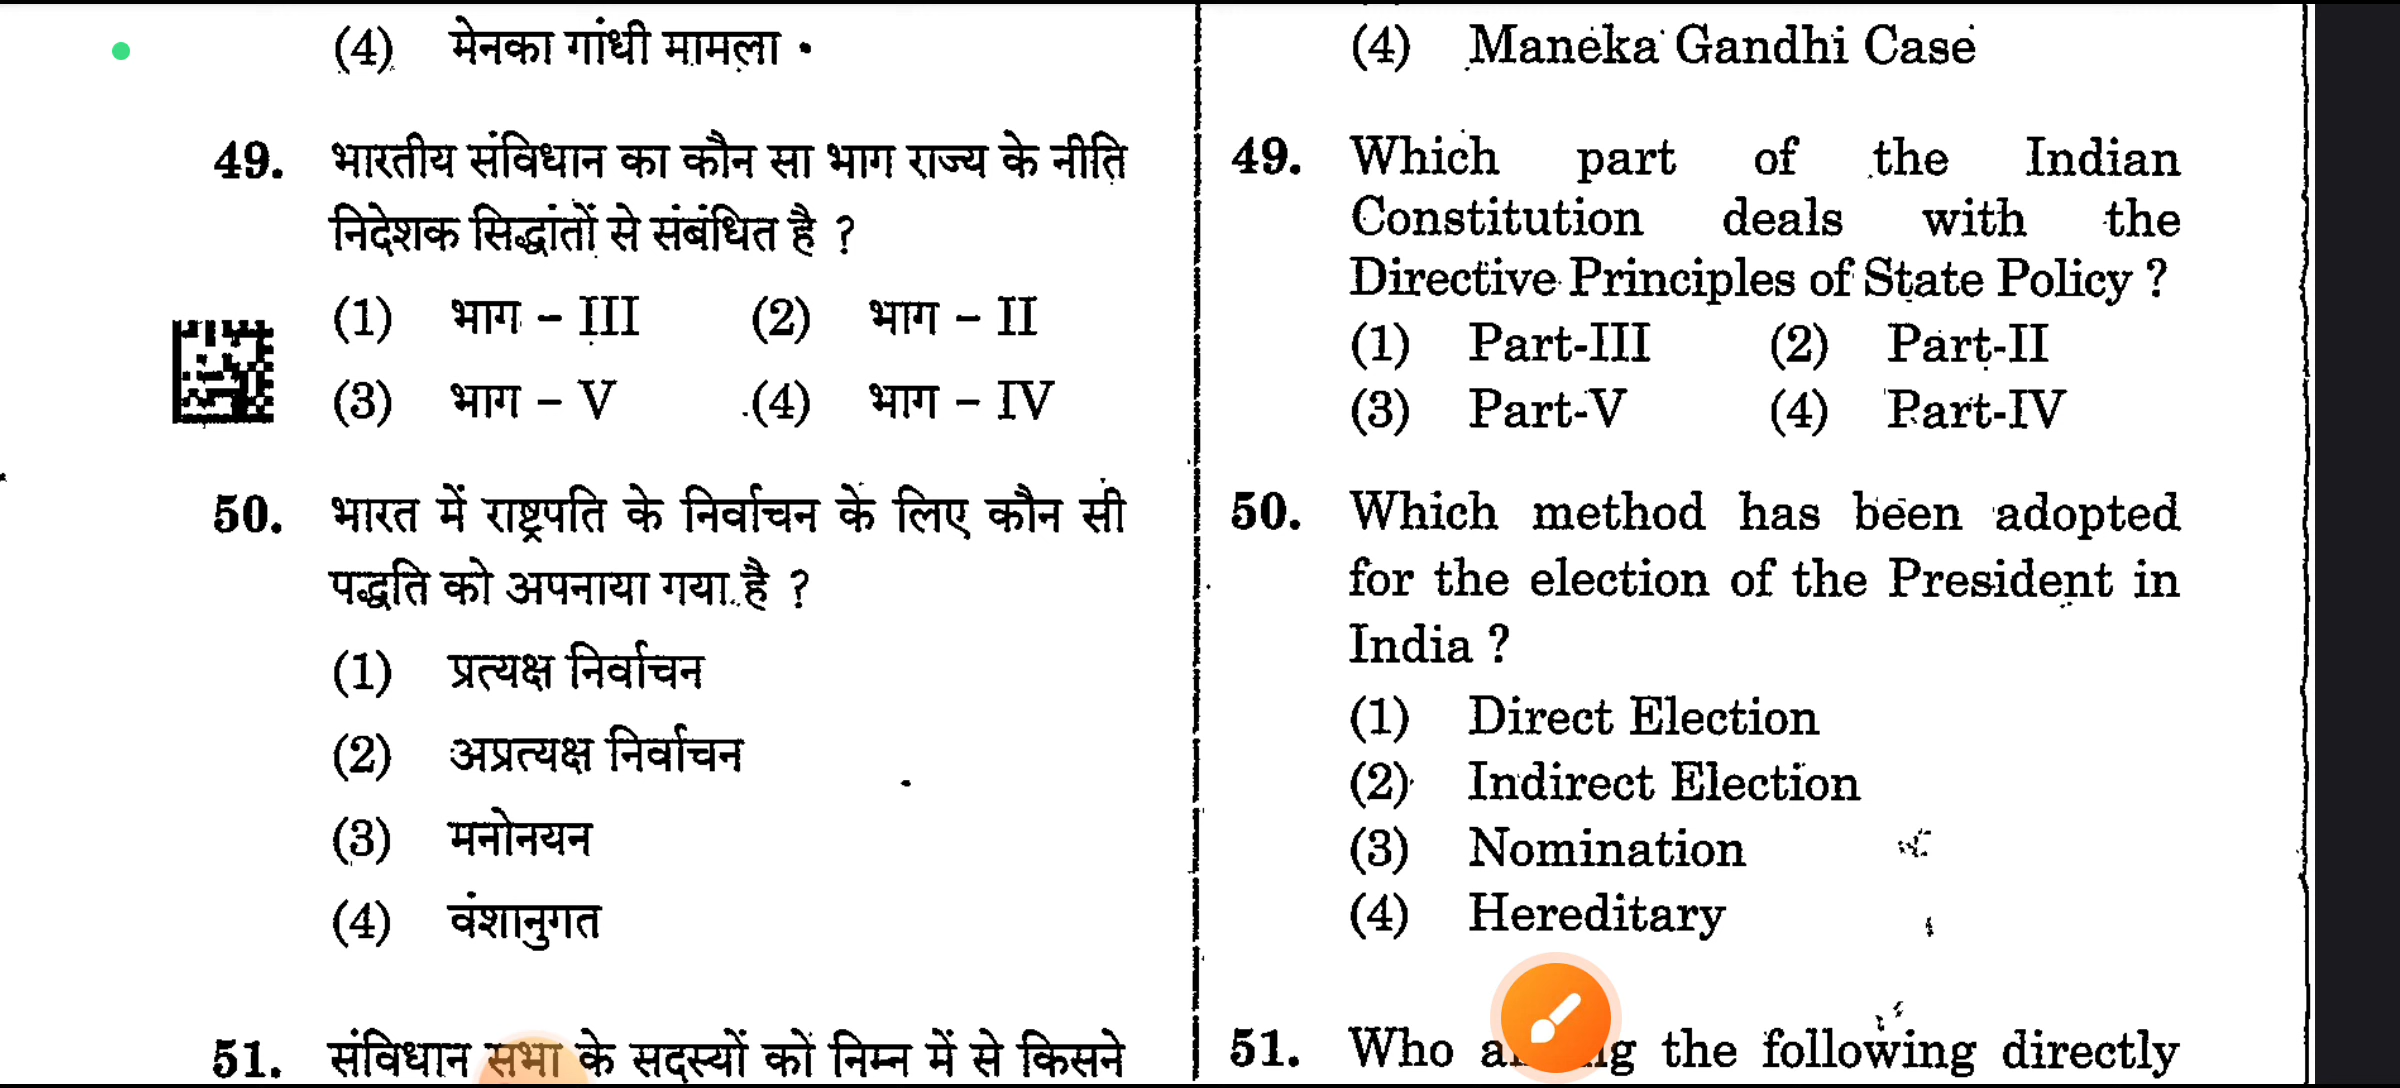 (4) मेनका गांधी मामला
49. भारतीय संविधान का कौन सा भाग राज्य के नीति
निदेशक सिद्धांतों से संबंधित है ?
(1) भाग – III (2) भाग – II
(3) भाग – V (4) भाग – IV
50. भारत में राष्ट्रपति के निर्वाचन के लिए कौन सी
पद्धति को अपनाया गया है ?
(1) प्रत्यक्ष निर्वाचन
(2) अप्रत्यक्ष निर्वाचन
(3) मनोनयन
(4) वंशानुगत
51. संविधान सभा के सदस्यों को निम्न में से किसने
(4) Maneka Gandhi Case
49. Which part of the Indian
Constitution deals with the
Directive Principles of State Policy ?
(1) Part-III (2) Part-II
(3) Part-V (4) Part-IV
50. Which method has been adopted
for the election of the President in
India ?
(1) Direct Election
(2) Indirect Election
(3) Nomination
(4) Hereditary
51. Who the following directly